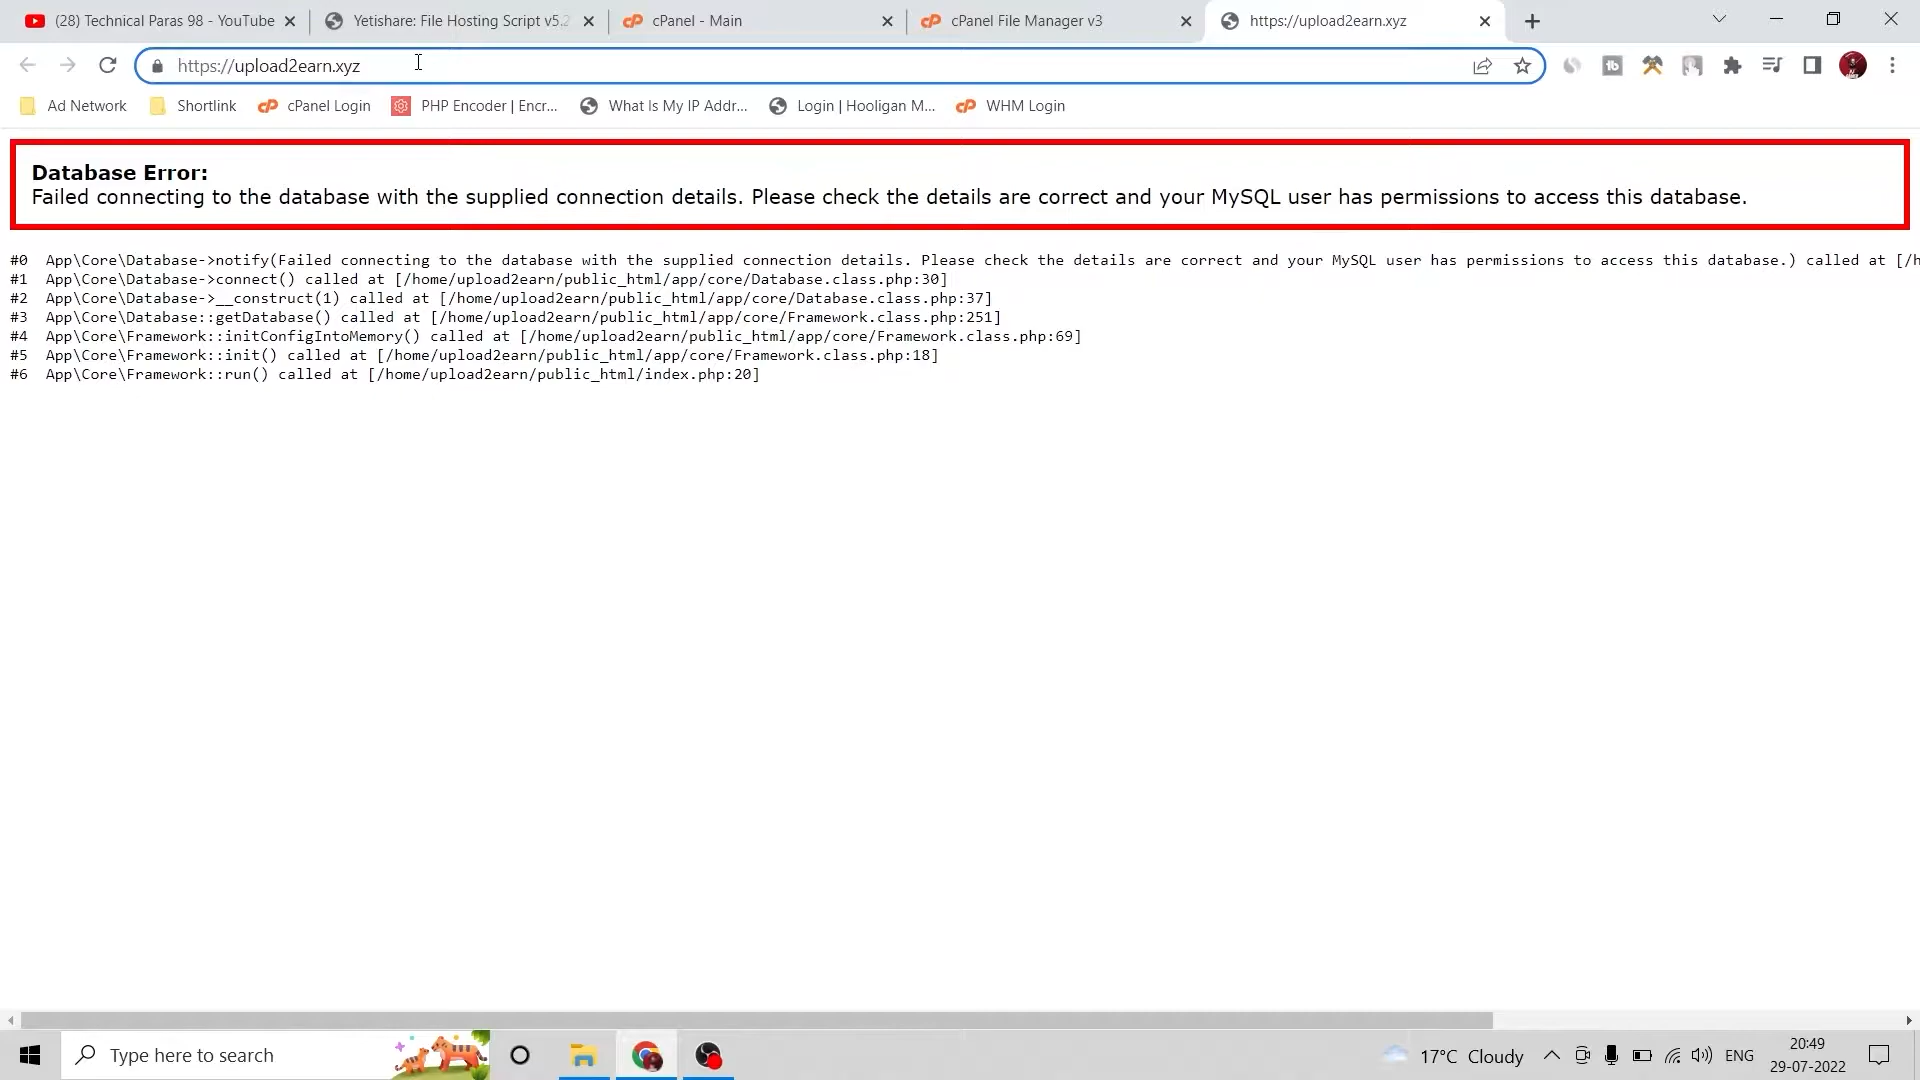 (28) Technical Paras 98 - YouTube
Yetishare: File Hosting Script v5.2
cPanel - Main
cPanel File Manager v3
https://upload2earn.xyz
https://upload2earn.xyz
Ad Network
Shortlink
cPanel Login
PHP Encoder | Encr...
What Is My IP Addr...
Login | Hooligan M...
WHM Login
Database Error:
Failed connecting to the database with the supplied connection details. Please check the details are correct and your MySQL user has permissions to access this database.
#0  App\Core\Database->notify(Failed connecting to the database with the supplied connection details. Please check the details are correct and your MySQL user has permissions to access this database.) called at [/h
#1  App\Core\Database->connect() called at [/home/upload2earn/public_html/app/core/Database.class.php:30]
#2  App\Core\Database->__construct(1) called at [/home/upload2earn/public_html/app/core/Database.class.php:37]
#3  App\Core\Database::getDatabase() called at [/home/upload2earn/public_html/app/core/Framework.class.php:251]
#4  App\Core\Framework::initConfigIntoMemory() called at [/home/upload2earn/public_html/app/core/Framework.class.php:69]
#5  App\Core\Framework::init() called at [/home/upload2earn/public_html/app/core/Framework.class.php:18]
#6  App\Core\Framework::run() called at [/home/upload2earn/public_html/index.php:20]
Type here to search
17°C Cloudy
ENG
20:49
29-07-2022